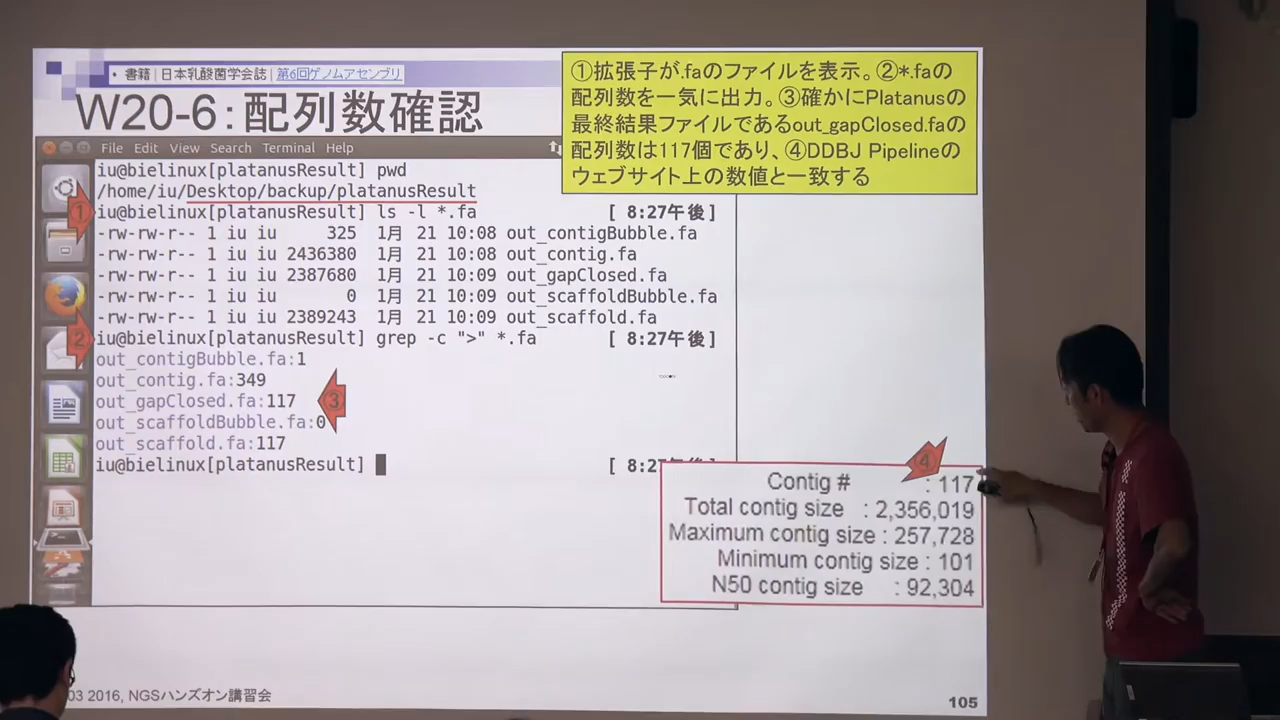 ・書籍 | 日本乳酸菌学会誌 | 第6回ゲノムアセンブリ
W20-6：配列数確認
①拡張子が.faのファイルを表示。②*.faの
配列数を一気に出力。③確かにPlatanusの
最終結果ファイルであるout_gapClosed.faの
配列数は117個であり、④DDBJ Pipelineの
ウェブサイト上の数値と一致する
File Edit View Search Terminal Help
iu@bielinux[platanusResult] pwd
/home/iu/Desktop/backup/platanusResult
① iu@bielinux[platanusResult] ls -l *.fa [ 8:27午後]
-rw-rw-r-- 1 iu iu 325 1月 21 10:08 out_contigBubble.fa
-rw-rw-r-- 1 iu iu 2436380 1月 21 10:08 out_contig.fa
-rw-rw-r-- 1 iu iu 2387680 1月 21 10:09 out_gapClosed.fa
-rw-rw-r-- 1 iu iu 0 1月 21 10:09 out_scaffoldBubble.fa
-rw-rw-r-- 1 iu iu 2389243 1月 21 10:09 out_scaffold.fa
② iu@bielinux[platanusResult] grep -c ">" *.fa [ 8:27午後]
out_contigBubble.fa:1
out_contig.fa:349
out_gapClosed.fa:117 ③
out_scaffoldBubble.fa:0
out_scaffold.fa:117
iu@bielinux[platanusResult] [ 8:27
④
Contig # : 117
Total contig size : 2,356,019
Maximum contig size : 257,728
Minimum contig size : 101
N50 contig size : 92,304
03 2016, NGSハンズオン講習会
105